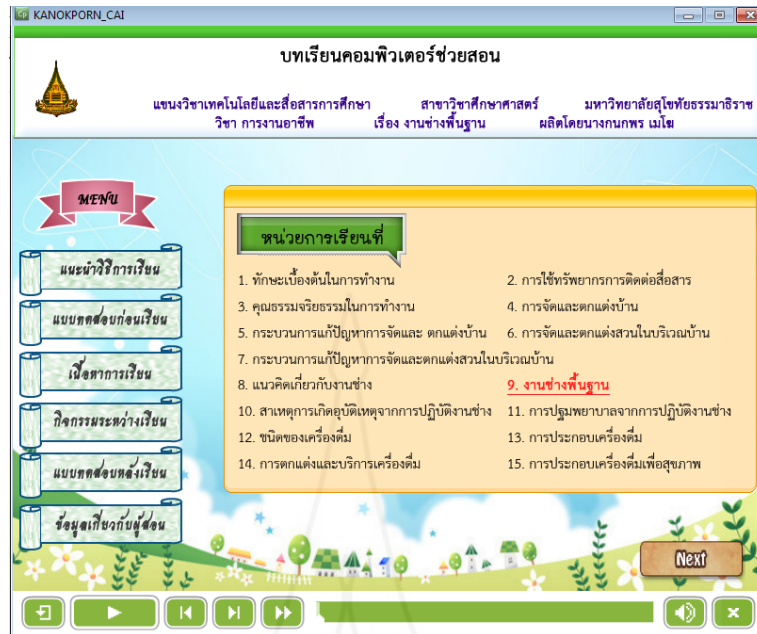 KANOKPORN_CAI
บทเรียนคอมพิวเตอร์ช่วยสอน
แขนงวิชาเทคโนโลยีและสื่อสารการศึกษา สาขาวิชาศึกษาศาสตร์ มหาวิทยาลัยสุโขทัยธรรมาธิราช
วิชา การงานอาชีพ เรื่อง งานช่างพื้นฐาน ผลิตโดยนางกนกพร เมโฆ
MENU
แนะนำวิธีการเรียน
แบบทดสอบก่อนเรียน
เนื้อหาการเรียน
กิจกรรมระหว่างเรียน
แบบทดสอบหลังเรียน
ข้อมูลเกี่ยวกับผู้สอน
หน่วยการเรียนที่
1. ทักษะเบื้องต้นในการทำงาน 2. การใช้ทรัพยากรการติดต่อสื่อสาร
3. คุณธรรมจริยธรรมในการทำงาน 4. การจัดและตกแต่งบ้าน
5. กระบวนการแก้ปัญหาการจัดและ ตกแต่งบ้าน 6. การจัดและตกแต่งสวนในบริเวณบ้าน
7. กระบวนการแก้ปัญหาการจัดและตกแต่งสวนในบริเวณบ้าน
8. แนวคิดเกี่ยวกับงานช่าง 9. งานช่างพื้นฐาน
10. สาเหตุการเกิดอุบัติเหตุจากการปฏิบัติงานช่าง 11. การปฐมพยาบาลจากการปฏิบัติงานช่าง
12. ชนิดของเครื่องดื่ม 13. การประกอบเครื่องดื่ม
14. การตกแต่งและบริการเครื่องดื่ม 15. การประกอบเครื่องดื่มเพื่อสุขภาพ
Next